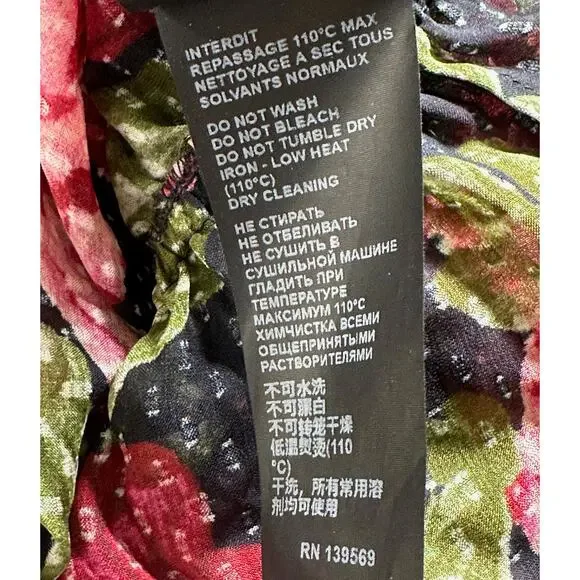 INTERDIT
REPASSAGE 110°C MAX
NETTOYAGE A SEC TOUS
SOLVANTS NORMAUX
DO NOT WASH
DO NOT BLEACH
DO NOT TUMBLE DRY
IRON - LOW HEAT
(110°C)
DRY CLEANING
НЕ СТИРАТЬ
НЕ ОТБЕЛИВАТЬ
НЕ СУШИТЬ В
СУШИЛЬНОЙ МАШИНЕ
ГЛАДИТЬ ПРИ
ТЕМПЕРАТУРЕ
МАКСИМУМ 110°C
ХИМЧИСТКА ВСЕМИ
ОБЩЕПРИНЯТЫМИ
РАСТВОРИТЕЛЯМИ
不可水洗
不可漂白
不可转笼干燥
低温熨烫(110
°C)
干洗，所有常用溶
剂均可使用
RN 139569